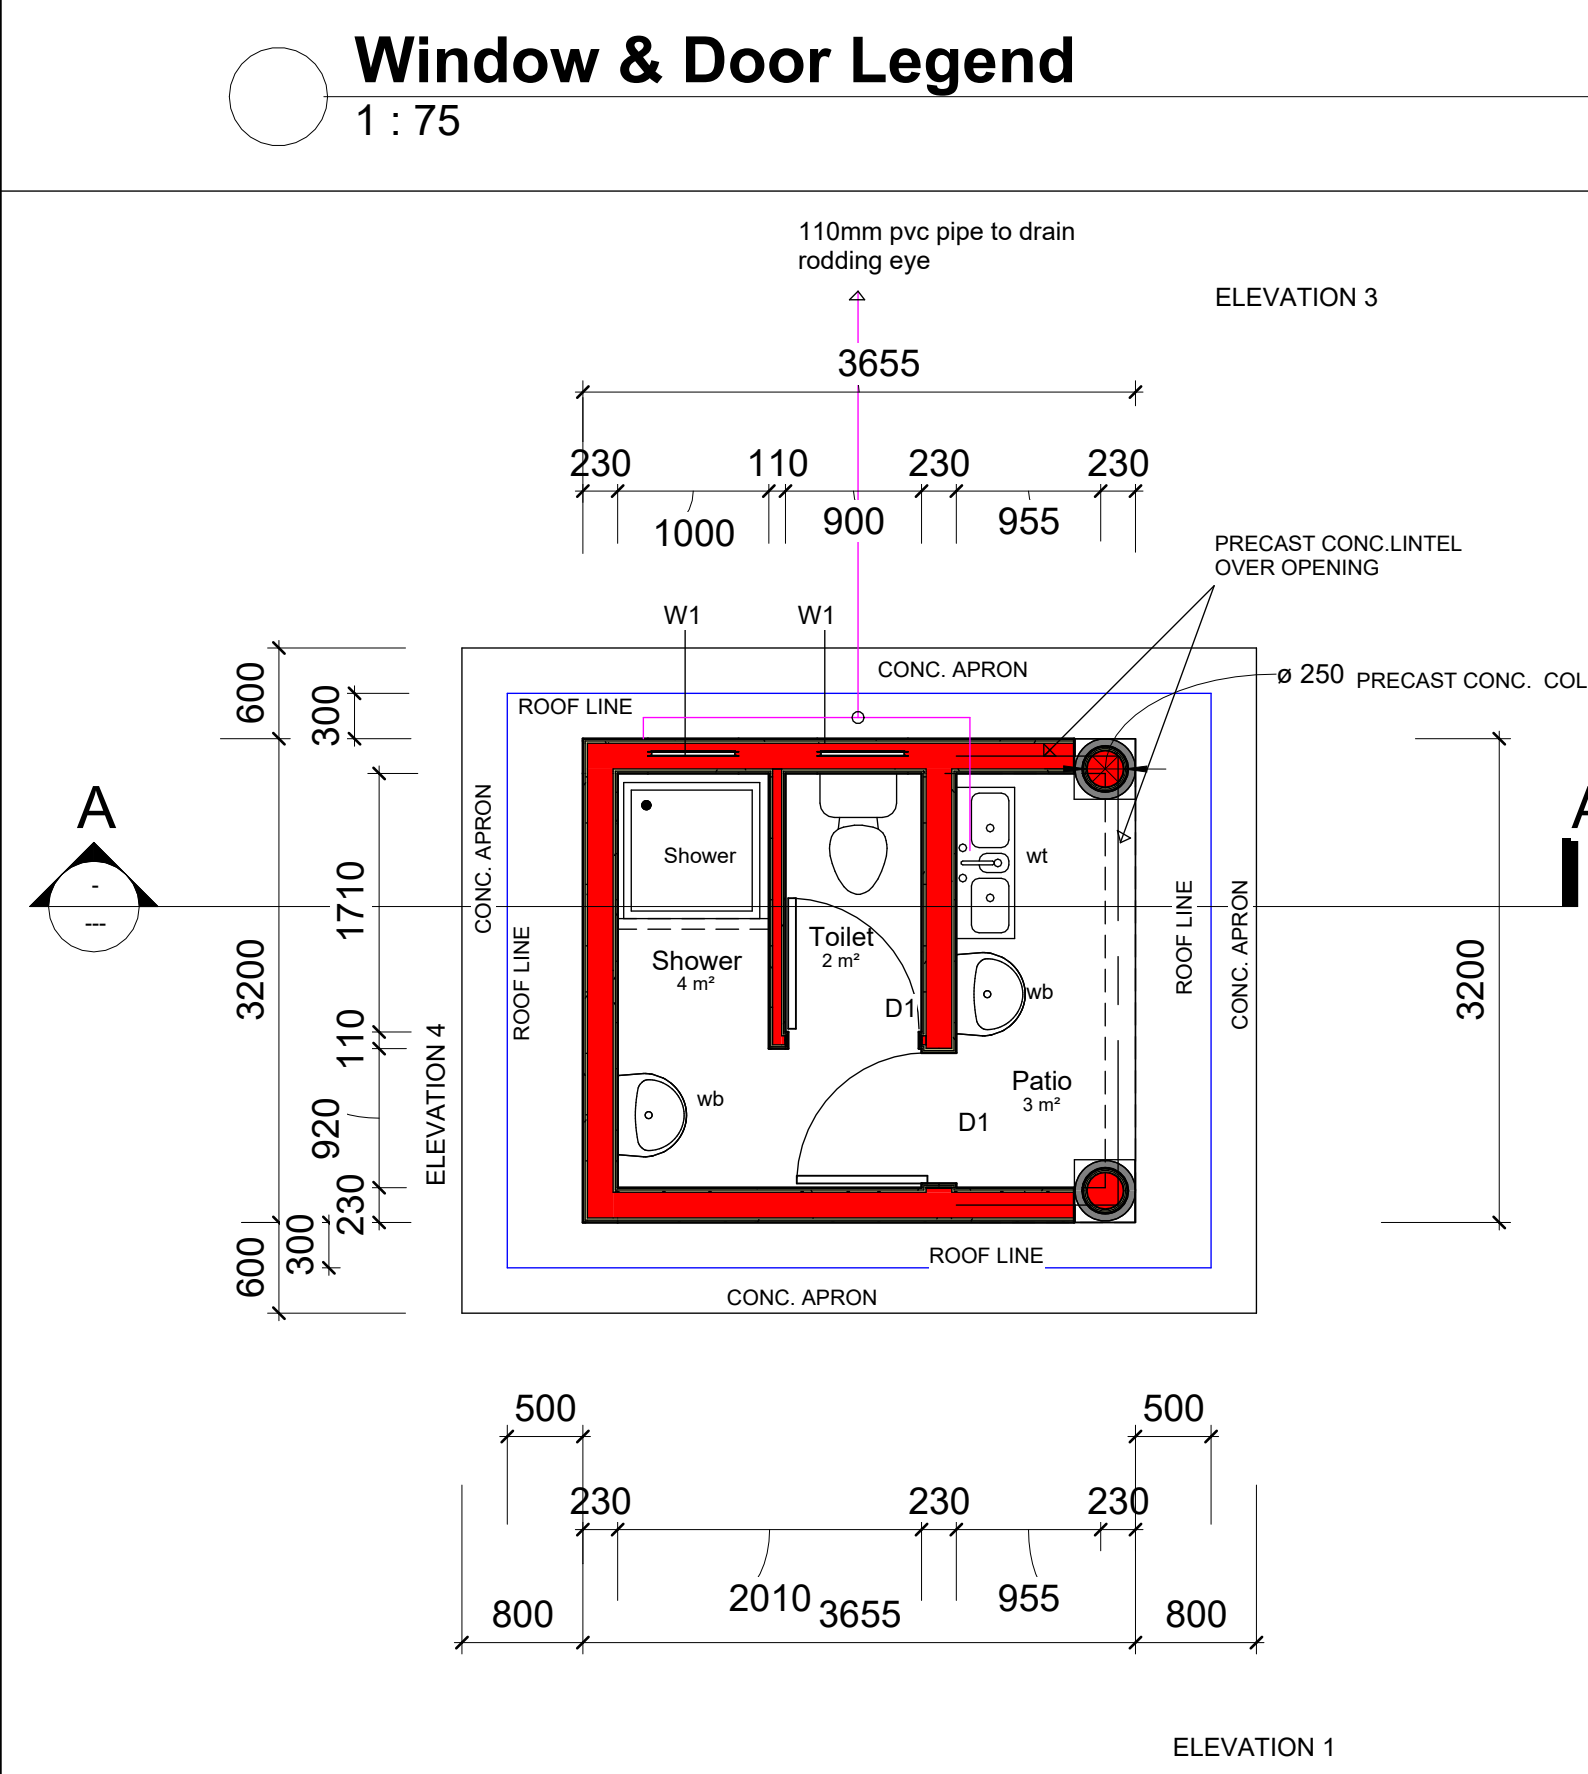 Window & Door Legend
1 : 75
110mm pvc pipe to drain
rodding eye
ELEVATION 3
3655
230 110 230 230
1000 900 955
PRECAST CONC.LINTEL
OVER OPENING
W1 W1
CONC. APRON
ø 250 PRECAST CONC. COL
ROOF LINE
600
300
A
A
-
---
CONC. APRON
ROOF LINE
1710
3200
110
920
230
300
600
ELEVATION 4
Shower
wt
Toilet
2 m²
Shower
4 m²
D1
wb
wb
Patio
3 m²
D1
ROOF LINE
CONC. APRON
3200
ROOF LINE
CONC. APRON
500 500
230 230 230
2010 955
800 3655 800
ELEVATION 1